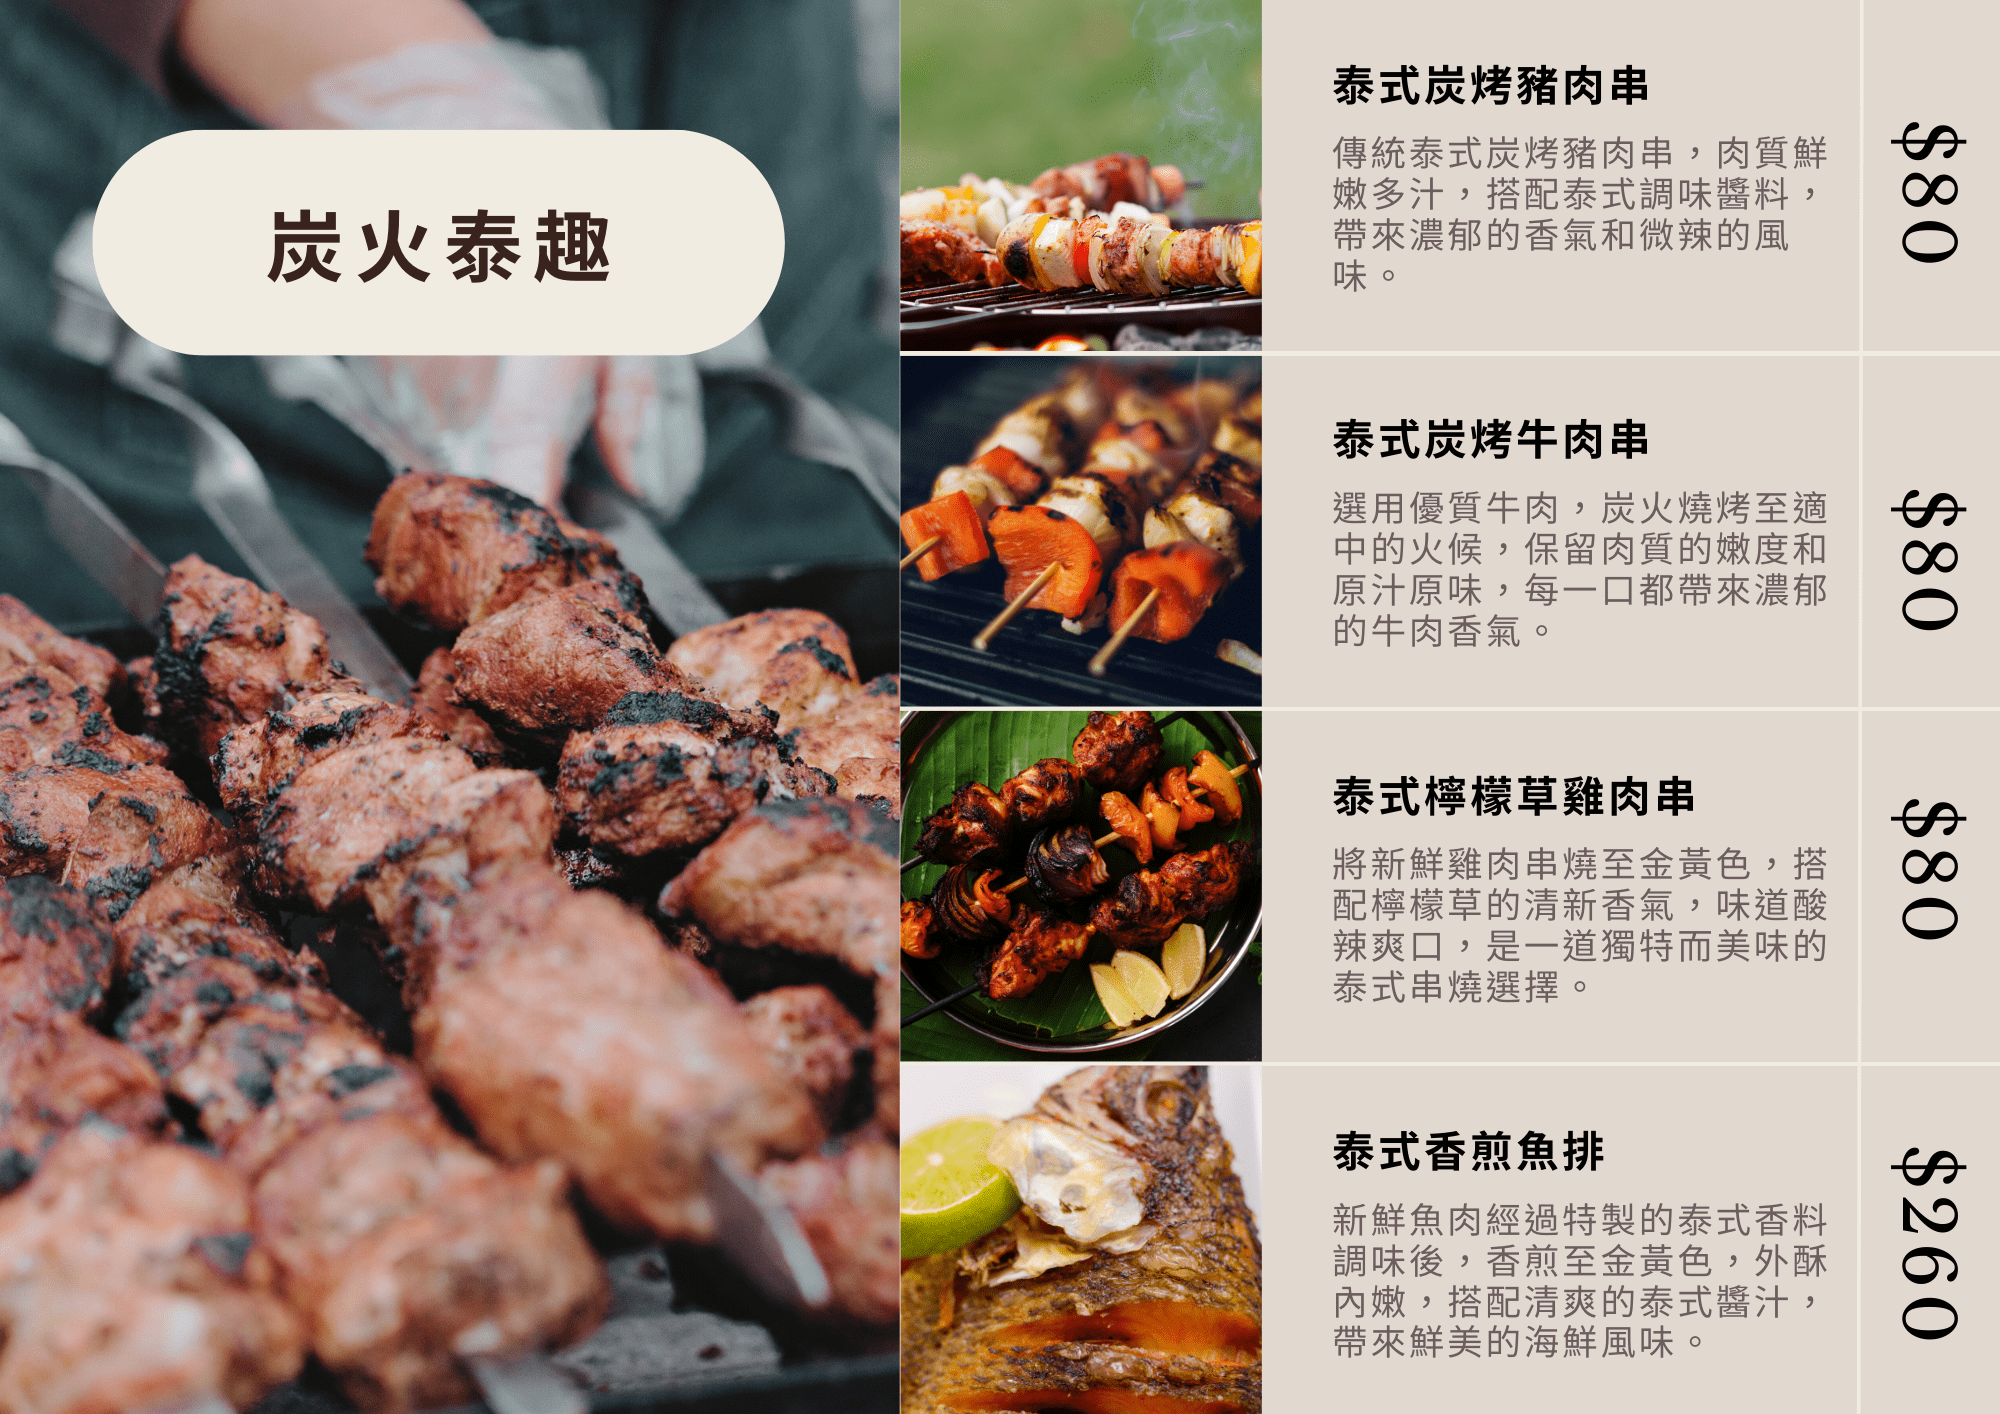 炭火泰趣
泰式炭烤豬肉串
傳統泰式炭烤豬肉串，肉質鮮
嫩多汁，搭配泰式調味醬料，
帶來濃郁的香氣和微辣的風
味。
$80
泰式炭烤牛肉串
選用優質牛肉，炭火燒烤至適
中的火候，保留肉質的嫩度和
原汁原味，每一口都帶來濃郁
的牛肉香氣。
$80
泰式檸檬草雞肉串
將新鮮雞肉串燒至金黃色，搭
配檸檬草的清新香氣，味道酸
辣爽口，是一道獨特而美味的
泰式串燒選擇。
$80
泰式香煎魚排
新鮮魚肉經過特製的泰式香料
調味後，香煎至金黃色，外酥
內嫩，搭配清爽的泰式醬汁，
帶來鮮美的海鮮風味。
$260